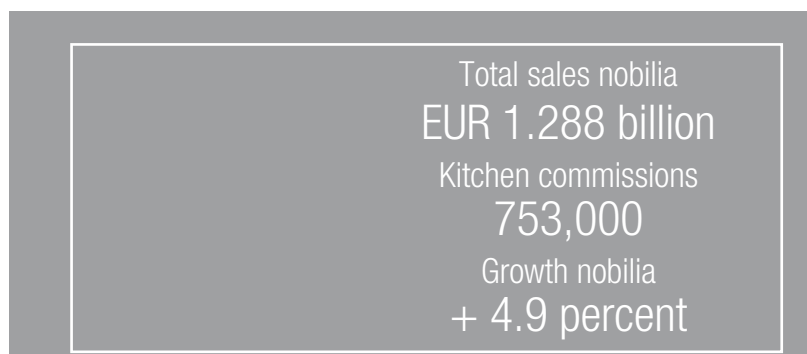 Total sales nobilia
EUR 1.288 billion
Kitchen commissions
753,000
Growth nobilia
+ 4.9 percent